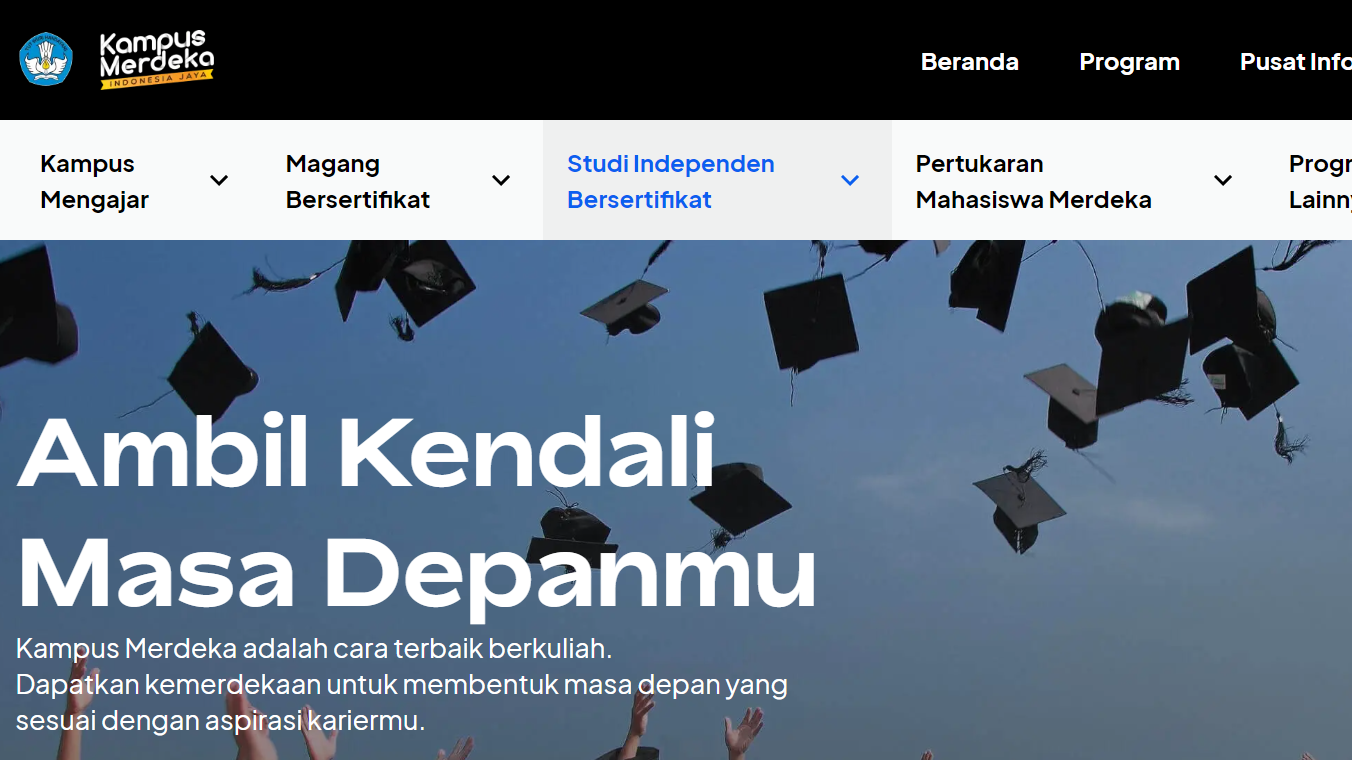 Kampus
Merdeka
INDONESIA JAYA
Beranda
Program
Pusat Info
Kampus
Mengajar
Magang
Bersertifikat
Studi Independen
Bersertifikat
Pertukaran
Mahasiswa Merdeka
Progr
Lainn
Ambil Kendali
Masa Depanmu
Kampus Merdeka adalah cara terbaik berkuliah.
Dapatkan kemerdekaan untuk membentuk masa depan yang
sesuai dengan aspirasi kariermu.